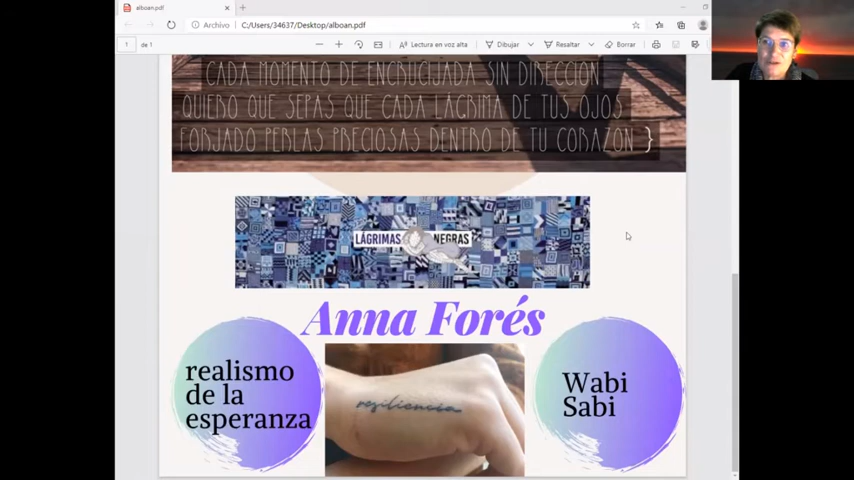 alboan.pdf
Archivo C:/Users/34637/Desktop/alboan.pdf
1 de 1 Lectura en voz alta Dibujar Resaltar Borrar
CADA MOMENTO DE ENCRUCIJADA SIN DIRECCIÓN
QUIERO QUE SEPAS QUE CADA LÁGRIMA DE TUS OJOS
FORJADO PERLAS PRECIOSAS DENTRO DE TU CORAZÓN }
LÁGRIMAS NEGRAS
Anna Forés
realismo
de la
esperanza
resiliencia
Wabi
Sabi